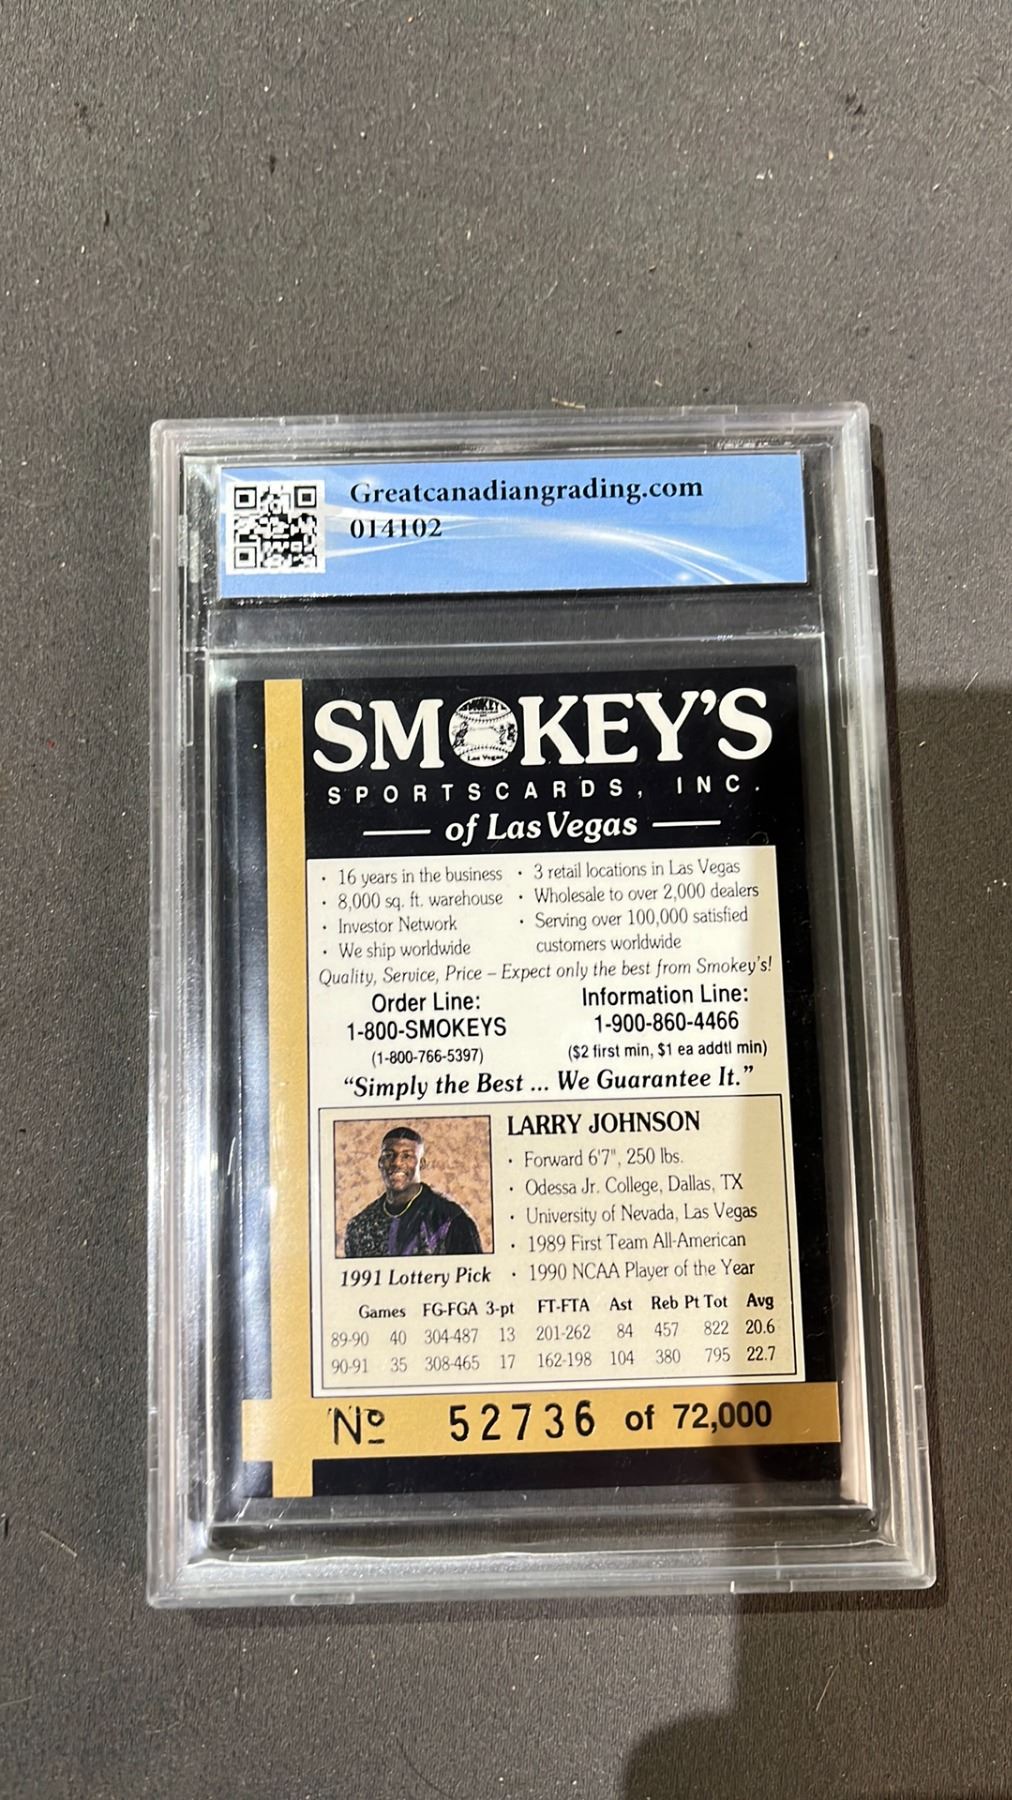 Greatcanadiangrading.com
014102
SMOKEY'S
SPORTSCARDS, INC.
of Las Vegas
• 16 years in the business
• 8,000 sq. ft. warehouse
• Investor Network
• We ship worldwide
• 3 retail locations in Las Vegas
• Wholesale to over 2,000 dealers
• Serving over 100,000 satisfied
customers worldwide
Quality, Service, Price – Expect only the best from Smokey's!
Order Line:
1-800-SMOKEYS
(1-800-766-5397)
Information Line:
1-900-860-4466
($2 first min, $1 ea addtl min)
"Simply the Best ... We Guarantee It."
LARRY JOHNSON
• Forward 6'7", 250 lbs.
• Odessa Jr. College, Dallas, TX
• University of Nevada, Las Vegas
• 1989 First Team All-American
• 1990 NCAA Player of the Year
1991 Lottery Pick
Games FG-FGA 3-pt FT-FTA Ast Reb Pt Tot Avg
89-90 40 304-487 13 201-262 84 457 822 20.6
90-91 35 308-465 17 162-198 104 380 795 22.7
Nº 52736 of 72,000